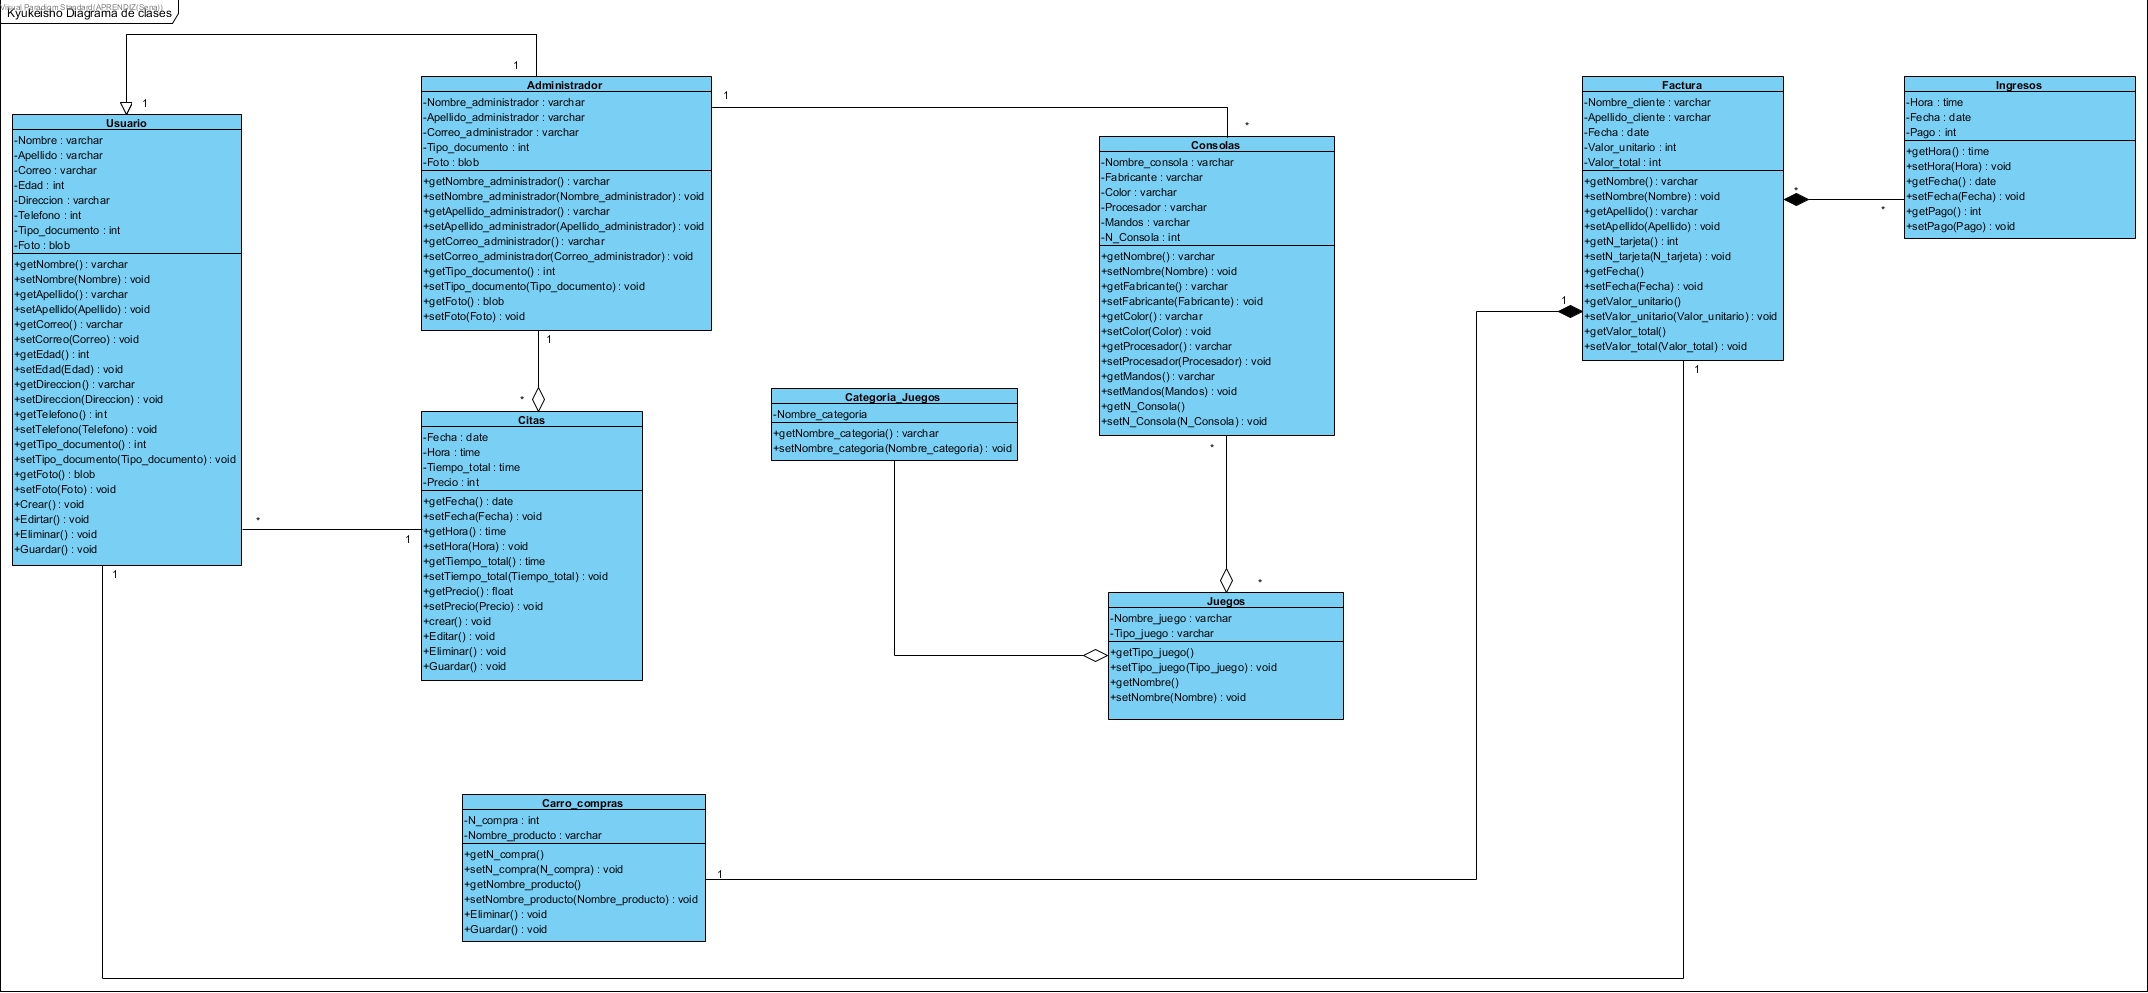 Visual Paradigm Standard(APRENDIZ(Sena))
Kyukeisho Diagrama de clases
1
1
Usuario
-Nombre : varchar
-Apellido : varchar
-Correo : varchar
-Edad : int
-Direccion : varchar
-Telefono : int
-Tipo_documento : int
-Foto : blob
+getNombre() : varchar
+setNombre(Nombre) : void
+getApellido() : varchar
+setApellido(Apellido) : void
+getCorreo() : varchar
+setCorreo(Correo) : void
+getEdad() : int
+setEdad(Edad) : void
+getDireccion() : varchar
+setDireccion(Direccion) : void
+getTelefono() : int
+setTelefono(Telefono) : void
+getTipo_documento() : int
+setTipo_documento(Tipo_documento) : void
+getFoto() : blob
+setFoto(Foto) : void
+Crear() : void
+Edirtar() : void
+Eliminar() : void
+Guardar() : void
*
1
1
Administrador
-Nombre_administrador : varchar
-Apellido_administrador : varchar
-Correo_administrador : varchar
-Tipo_documento : int
-Foto : blob
+getNombre_administrador() : varchar
+setNombre_administrador(Nombre_administrador) : void
+getApellido_administrador() : varchar
+setApellido_administrador(Apellido_administrador) : void
+getCorreo_administrador() : varchar
+setCorreo_administrador(Correo_administrador) : void
+getTipo_documento() : int
+setTipo_documento(Tipo_documento) : void
+getFoto() : blob
+setFoto(Foto) : void
1
*
1
*
Citas
-Fecha : date
-Hora : time
-Tiempo_total : time
-Precio : int
+getFecha() : date
+setFecha(Fecha) : void
+getHora() : time
+setHora(Hora) : void
+getTiempo_total() : time
+setTiempo_total(Tiempo_total) : void
+getPrecio() : float
+setPrecio(Precio) : void
+crear() : void
+Editar() : void
+Eliminar() : void
+Guardar() : void
Categoria_Juegos
-Nombre_categoria
+getNombre_categoria() : varchar
+setNombre_categoria(Nombre_categoria) : void
Consolas
-Nombre_consola : varchar
-Fabricante : varchar
-Color : varchar
-Procesador : varchar
-Mandos : varchar
-N_Consola : int
+getNombre() : varchar
+setNombre(Nombre) : void
+getFabricante() : varchar
+setFabricante(Fabricante) : void
+getColor() : varchar
+setColor(Color) : void
+getProcesador() : varchar
+setProcesador(Procesador) : void
+getMandos() : varchar
+setMandos(Mandos) : void
+getN_Consola()
+setN_Consola(N_Consola) : void
*
*
Juegos
-Nombre_juego : varchar
-Tipo_juego : varchar
+getTipo_juego()
+setTipo_juego(Tipo_juego) : void
+getNombre()
+setNombre(Nombre) : void
Carro_compras
-N_compra : int
-Nombre_producto : varchar
+getN_compra()
+setN_compra(N_compra) : void
+getNombre_producto()
+setNombre_producto(Nombre_producto) : void
+Eliminar() : void
+Guardar() : void
1
1
Factura
-Nombre_cliente : varchar
-Apellido_cliente : varchar
-Fecha : date
-Valor_unitario : int
-Valor_total : int
+getNombre() : varchar
+setNombre(Nombre) : void
+getApellido() : varchar
+setApellido(Apellido) : void
+getN_tarjeta() : int
+setN_tarjeta(N_tarjeta) : void
+getFecha()
+setFecha(Fecha) : void
+getValor_unitario()
+setValor_unitario(Valor_unitario) : void
+getValor_total()
+setValor_total(Valor_total) : void
1
*
*
Ingresos
-Hora : time
-Fecha : date
-Pago : int
+getHora() : time
+setHora(Hora) : void
+getFecha() : date
+setFecha(Fecha) : void
+getPago() : int
+setPago(Pago) : void